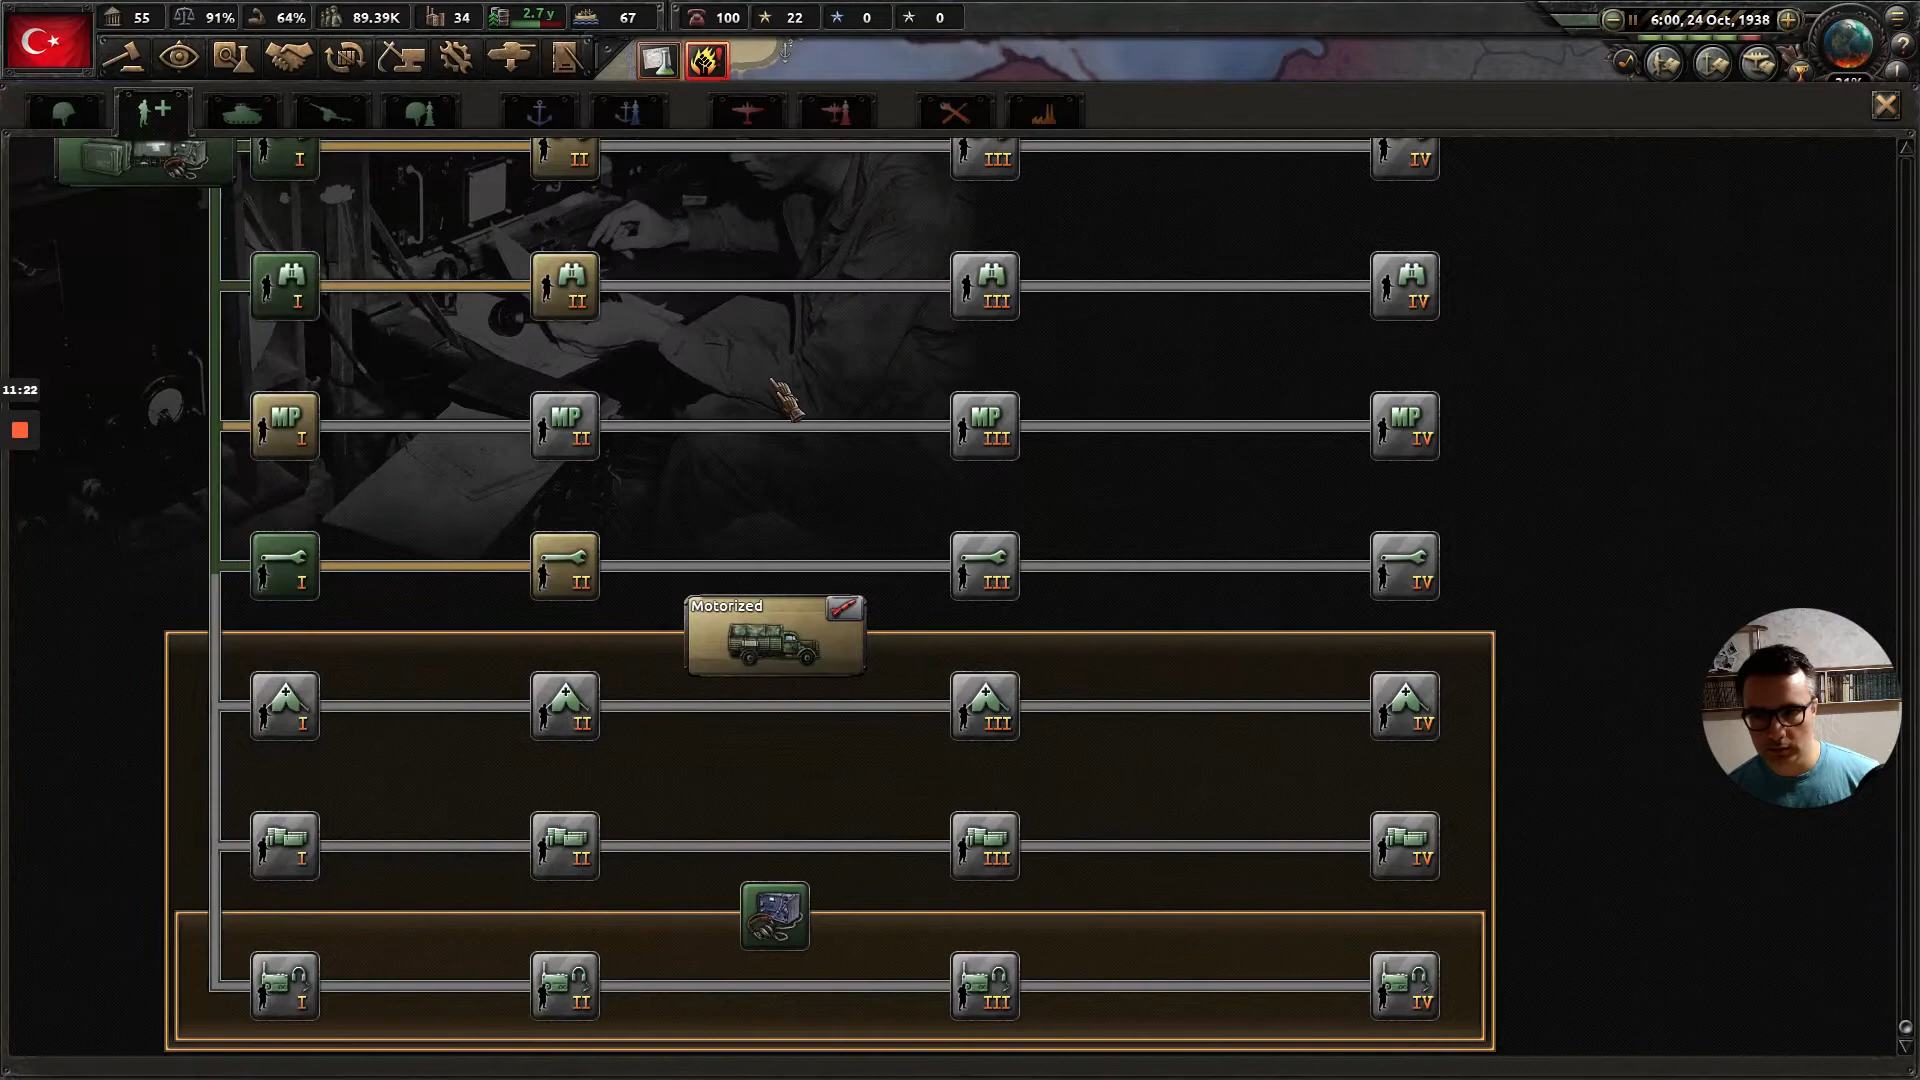 55 91% 64% 89.39K 34 2.7 y 67 100 22 0 0 6:00, 24 Oct, 1938
I II III IV
I II III IV
11:22
MP I MP II MP III MP IV
I II III IV
Motorized
I II III IV
I II III IV
I II III IV